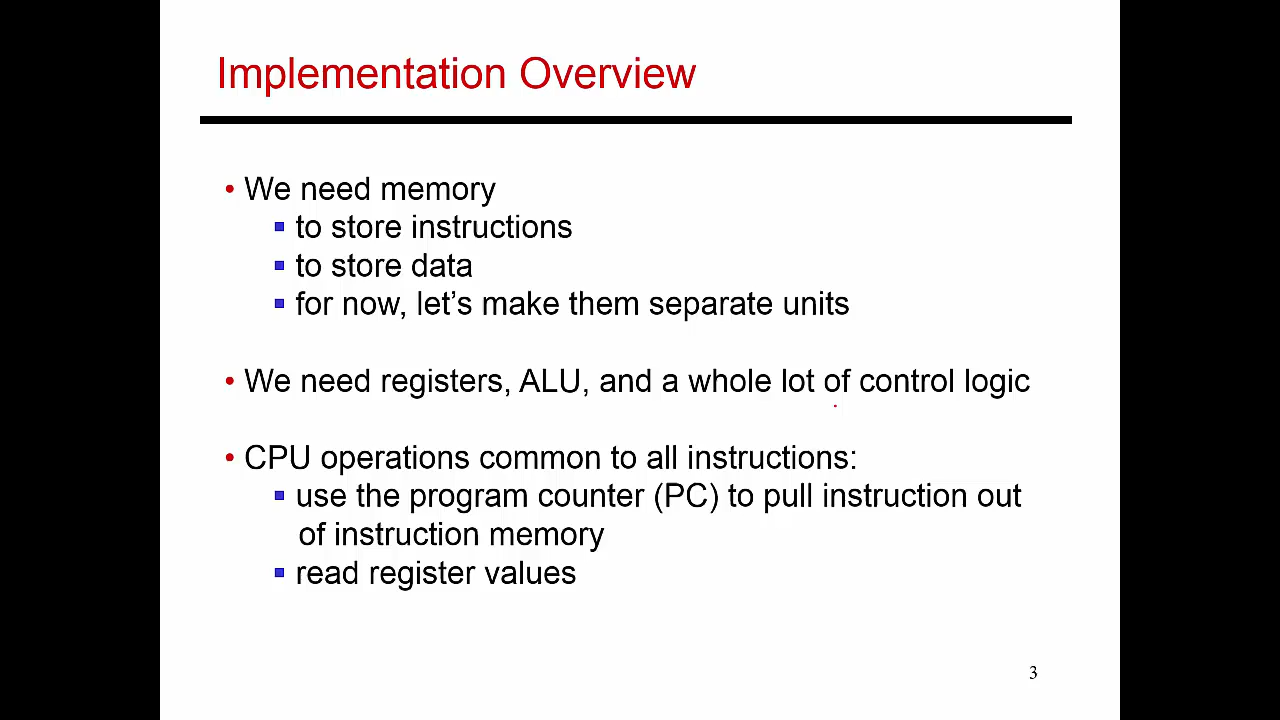 Implementation Overview
• We need memory
▪ to store instructions
▪ to store data
▪ for now, let’s make them separate units
• We need registers, ALU, and a whole lot of control logic
• CPU operations common to all instructions:
▪ use the program counter (PC) to pull instruction out
of instruction memory
▪ read register values
3